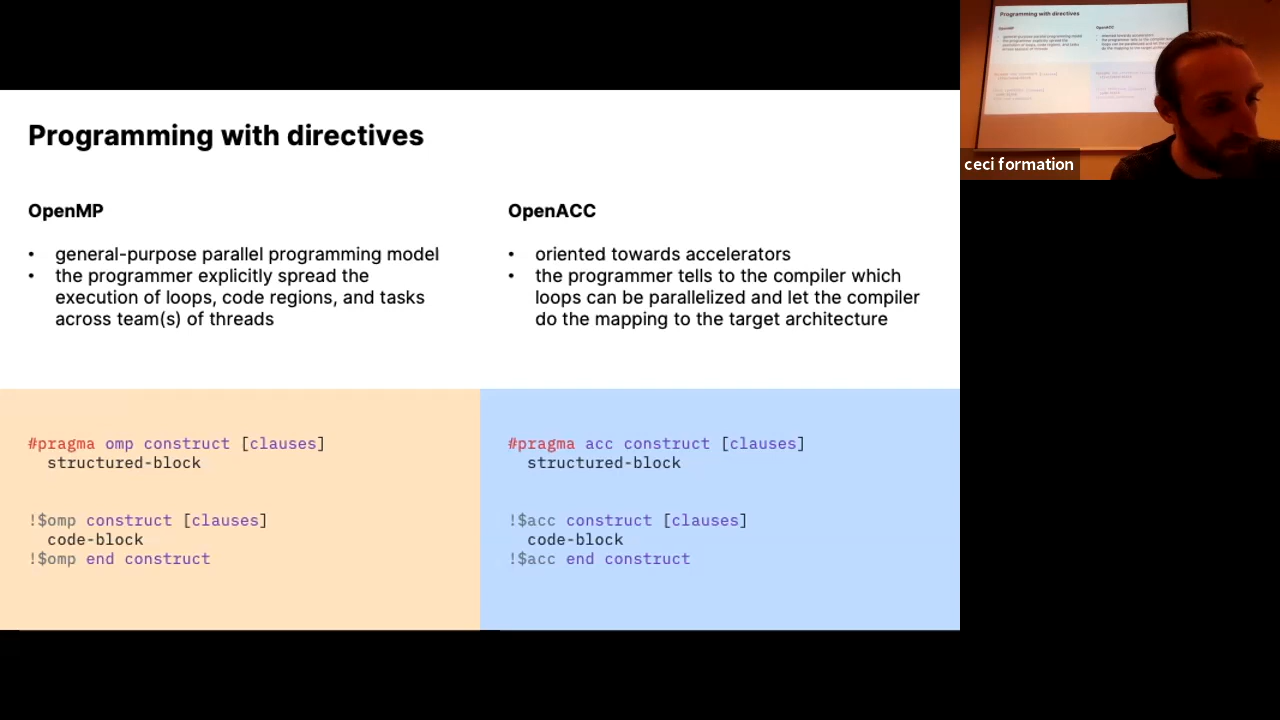 Programming with directives
OpenMP
• general-purpose parallel programming model
• the programmer explicitly spread the
execution of loops, code regions, and tasks
across team(s) of threads
#pragma omp construct [clauses]
structured-block
!$omp construct [clauses]
code-block
!$omp end construct
OpenACC
• oriented towards accelerators
• the programmer tells to the compiler which
loops can be parallelized and let the compiler
do the mapping to the target architecture
#pragma acc construct [clauses]
structured-block
!$acc construct [clauses]
code-block
!$acc end construct
Programming with directives
ceci formation